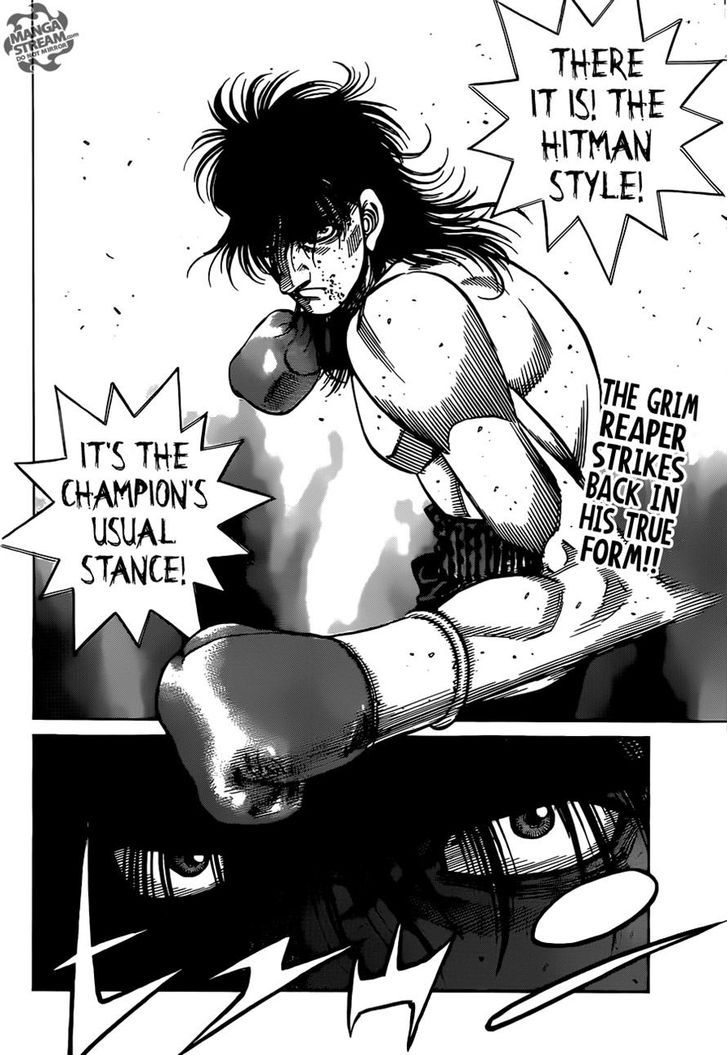 MANGA
STREAM.com
DO NOT MIRROR
THERE
IT IS! THE
HITMAN
STYLE!
IT'S THE
CHAMPION'S
USUAL
STANCE!
THE GRIM
REAPER
STRIKES
BACK IN
HIS TRUE
FORM!!